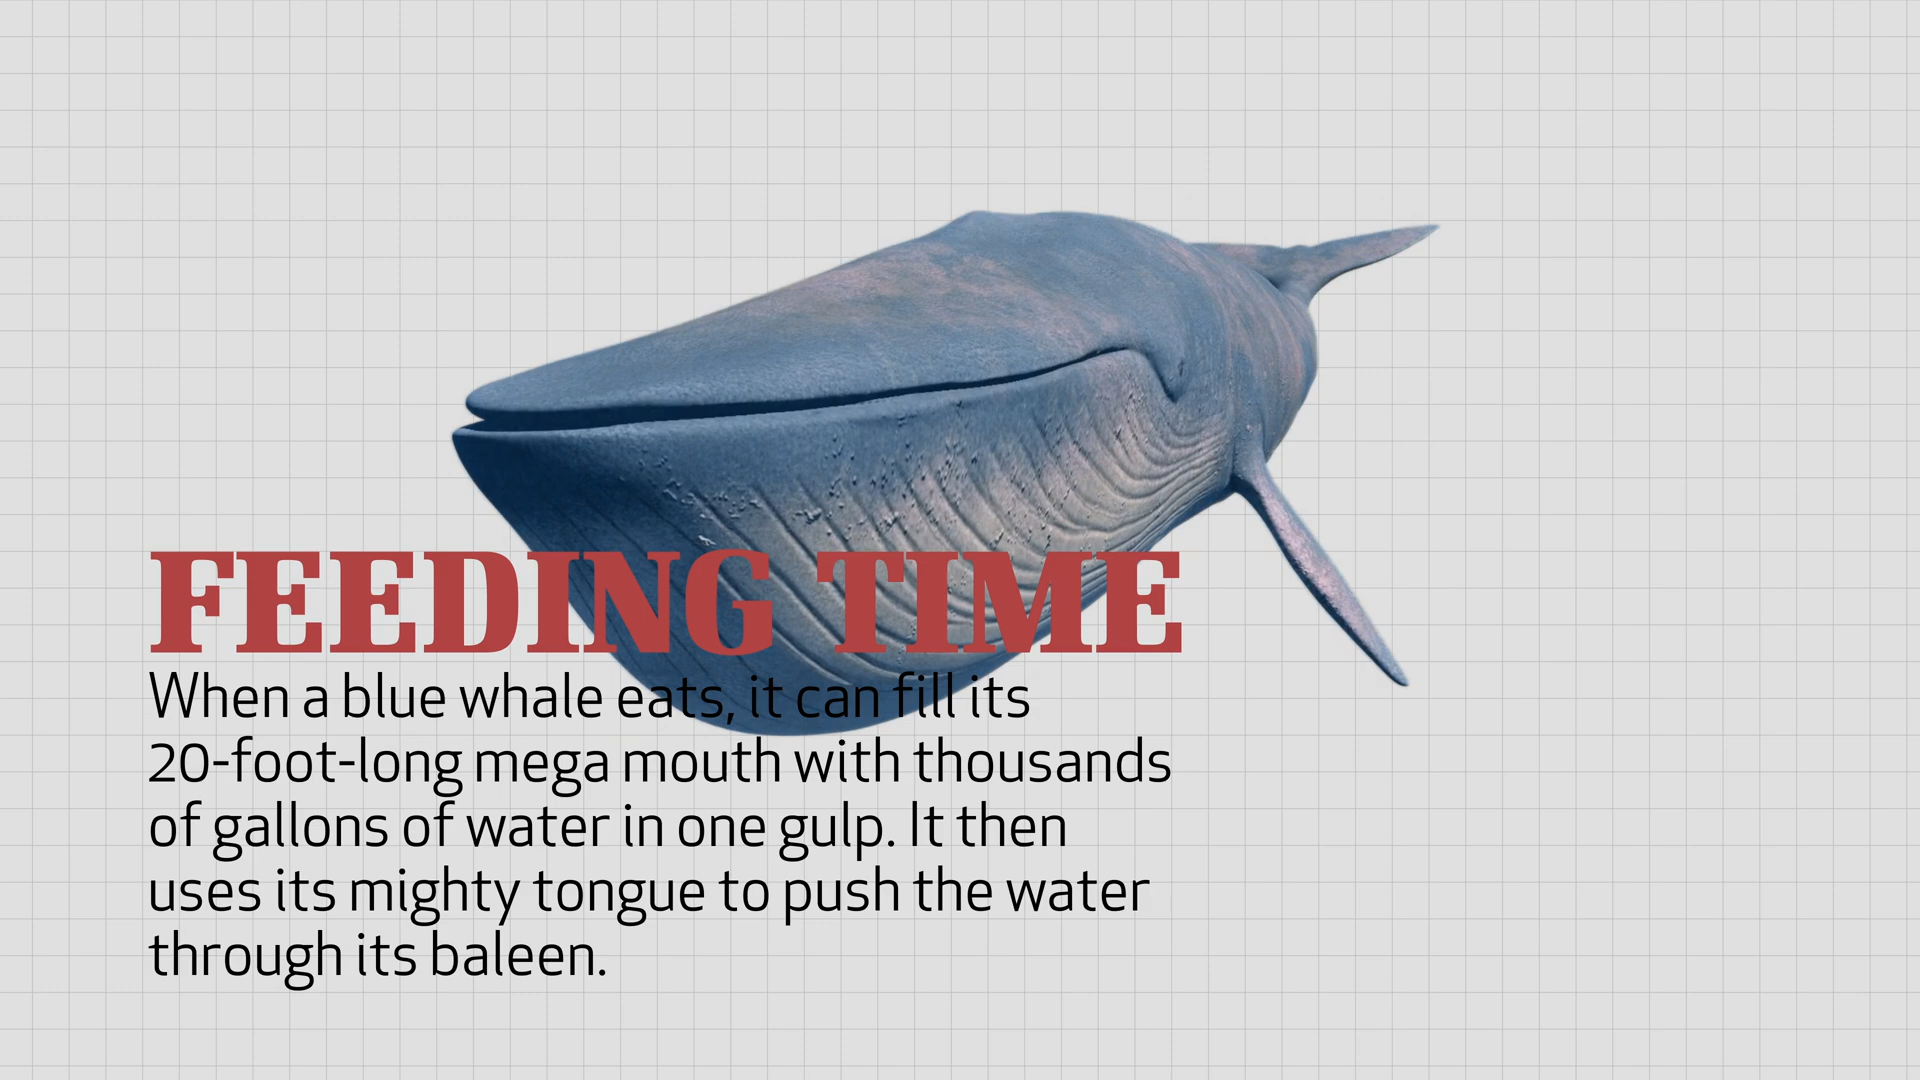 FEEDING TIME
When a blue whale eats, it can fill its
20-foot-long mega mouth with thousands
of gallons of water in one gulp. It then
uses its mighty tongue to push the water
through its baleen.